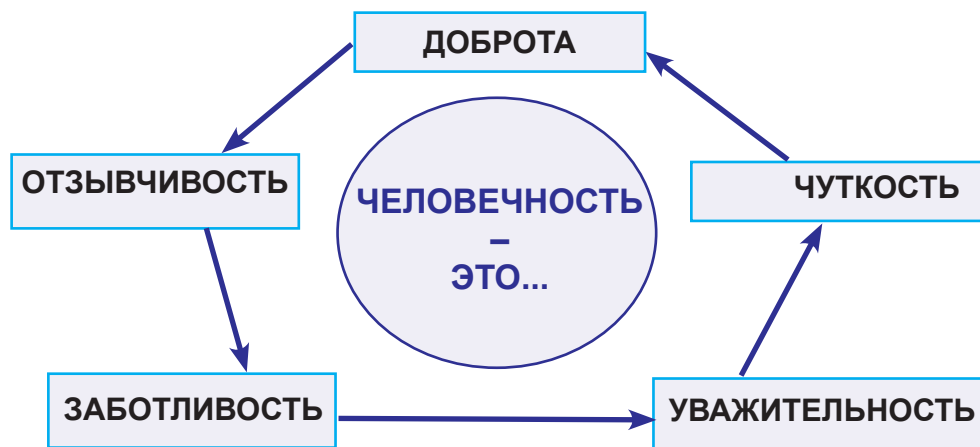 ДОБРОТА
ОТЗЫВЧИВОСТЬ
ЧУТКОСТЬ
ЧЕЛОВЕЧНОСТЬ
–
ЭТО...
ЗАБОТЛИВОСТЬ
УВАЖИТЕЛЬНОСТЬ